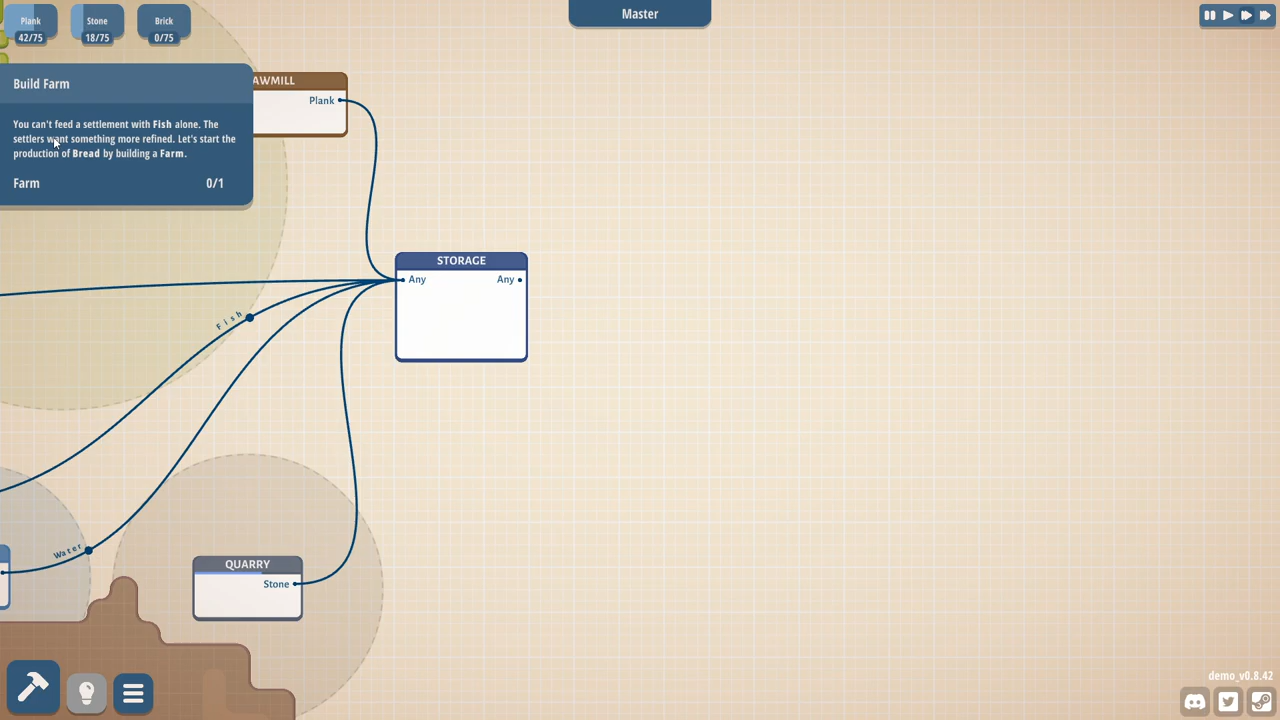 Plank
42/75
Stone
18/75
Brick
0/75
Master
Build Farm
You can't feed a settlement with Fish alone. The
settlers want something more refined. Let's start the
production of Bread by building a Farm.
Farm 0/1
AWMILL
Plank
STORAGE
Any Any
Fish
Water
QUARRY
Stone
demo_v0.8.42